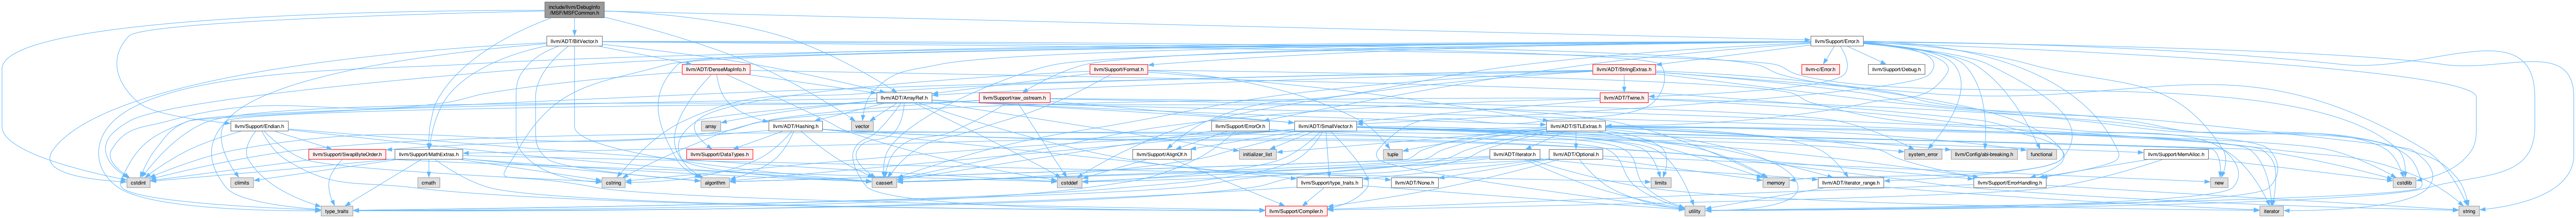 include/llvm/DebugInfo
/MSF/MSFCommon.h
llvm/ADT/BitVector.h
llvm/Support/Error.h
llvm/ADT/DenseMapInfo.h
llvm/Support/Format.h
llvm/ADT/StringExtras.h
llvm-c/Error.h
llvm/Support/Debug.h
llvm/ADT/ArrayRef.h
llvm/Support/raw_ostream.h
llvm/ADT/Twine.h
llvm/Support/Endian.h
array
llvm/ADT/Hashing.h
vector
llvm/Support/ErrorOr.h
llvm/ADT/SmallVector.h
llvm/ADT/STLExtras.h
llvm/Support/SwapByteOrder.h
llvm/Support/MathExtras.h
llvm/Support/DataTypes.h
llvm/Support/AlignOf.h
initializer_list
tuple
llvm/ADT/iterator.h
llvm/ADT/Optional.h
system_error
llvm/Config/abi-breaking.h
functional
llvm/Support/MemAlloc.h
cstdint
climits
cmath
cstring
algorithm
cassert
cstddef
llvm/Support/type_traits.h
llvm/ADT/None.h
limits
memory
llvm/ADT/iterator_range.h
llvm/Support/ErrorHandling.h
new
cstdlib
type_traits
llvm/Support/Compiler.h
utility
iterator
string